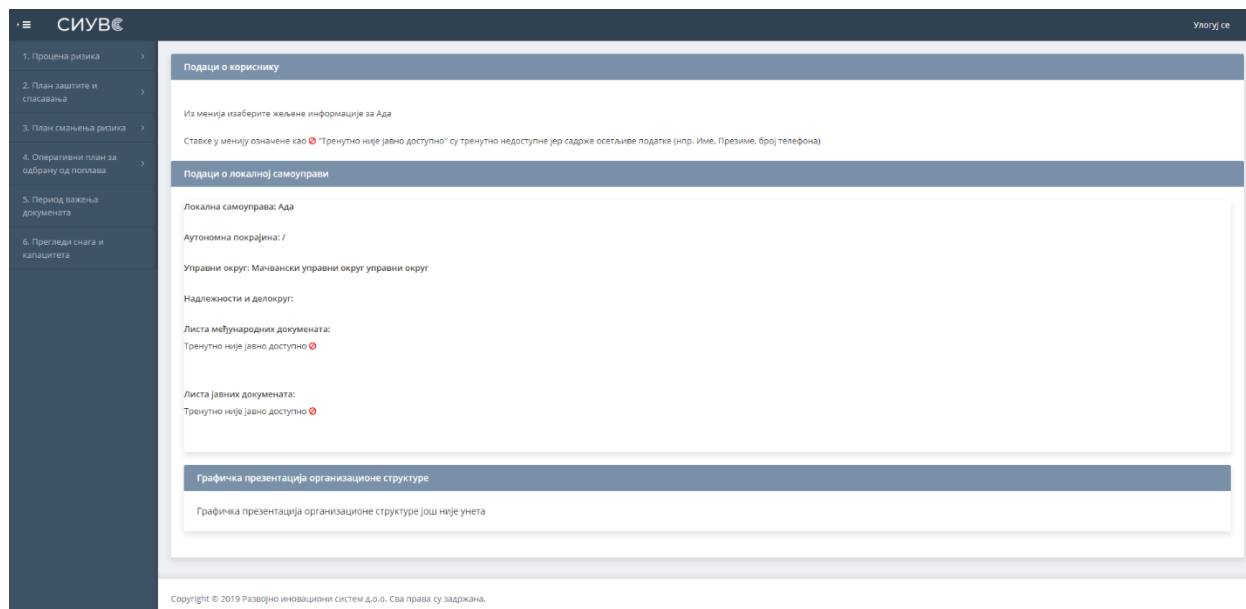 СИУВС
Улогуј се
1. Процена ризика
2. План заштите и
спасавања
3. План смањења ризика
4. Оперативни план за
одбрану од поплава
5. Период важења
документа
6. Прегледи снага и
капацитета
Подаци о кориснику
Из менија изаберите жељене информације за Ада
Ставке у менију означене као "Тренутно није јавно доступно" су тренутно недоступне јер садрже осетљиве податке (нпр. Име, Презиме, број телефона)
Подаци о локалној самоуправи
Локална самоуправа: Ада
Аутономна покрајина: /
Управни округ: Мачвански управни округ управни округ
Надлежности и делокруг:
Листа међународних докумената:
Тренутно није јавно доступно
Листа јавних докумената:
Тренутно није јавно доступно
Графичка презентација организационе структуре
Графичка презентација организационе структуре још није унета
Copyright © 2019 Развојно иновациони систем д.о.о. Сва права су задржана.